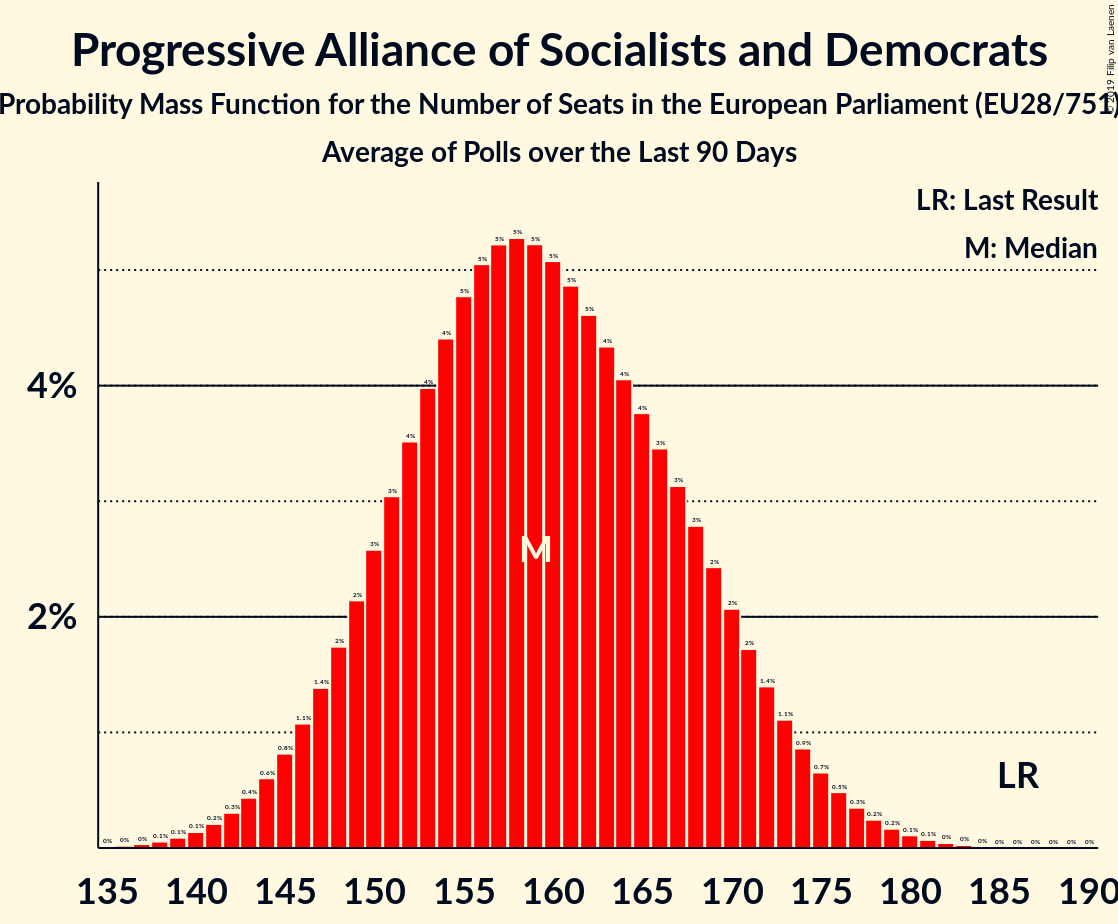 Progressive Alliance of Socialists and Democrats
Probability Mass Function for the Number of Seats in the European Parliament (EU28/751)
Average of Polls over the Last 90 Days
© 2019 Filip van Laenen
LR: Last Result
M: Median
4%
2%
0% 0% 0% 0.1% 0.1% 0.1% 0.2% 0.3% 0.4% 0.6% 0.8% 1.1% 1.4% 2% 2% 3% 3% 4% 4% 4% 5% 5% 5% 5% 5% 5% 5% 5% 4% 4% 4% 3% 3% 3% 2% 2% 2% 1.4% 1.1% 0.9% 0.7% 0.5% 0.3% 0.2% 0.2% 0.1% 0.1% 0% 0% 0% 0% 0% 0% 0% 0% 0%
M
LR
135 140 145 150 155 160 165 170 175 180 185 190